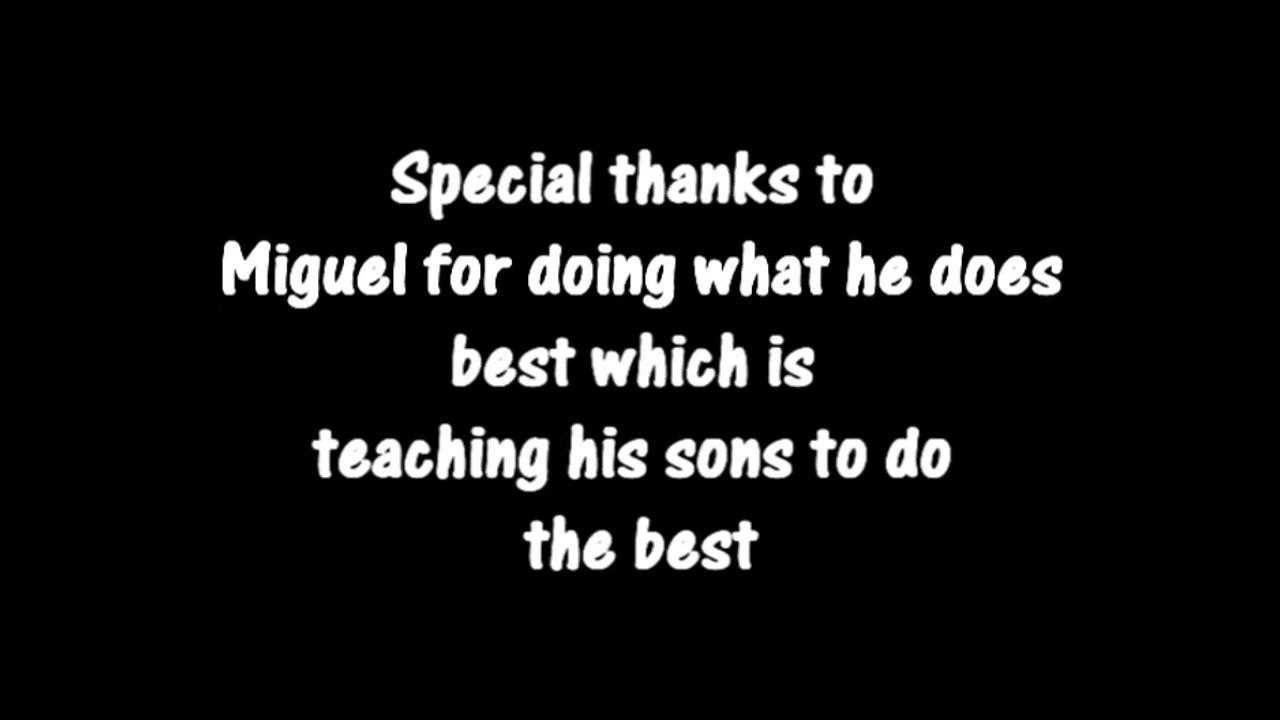 Special thanks to
Miguel for doing what he does
best which is
teaching his sons to do
the best